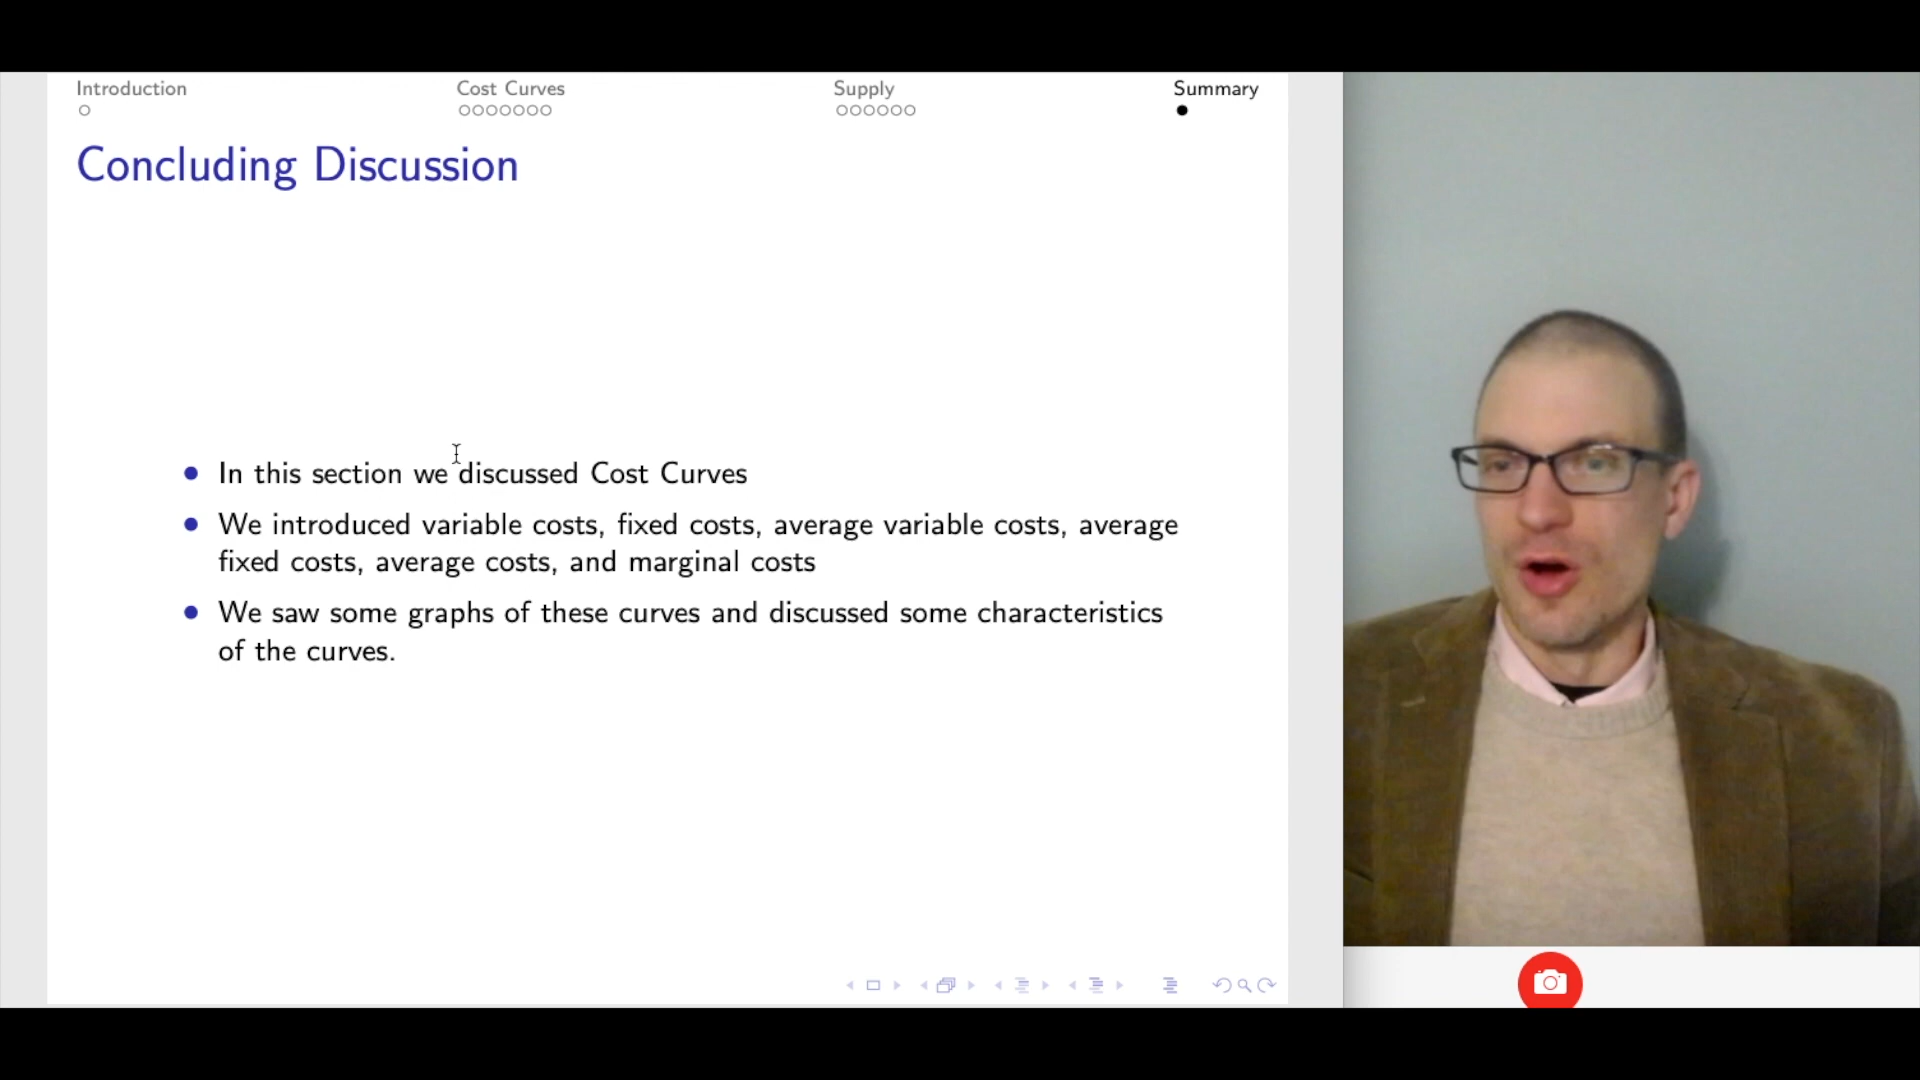 Introduction
Cost Curves
Supply
Summary
Concluding Discussion
In this section we discussed Cost Curves
We introduced variable costs, fixed costs, average variable costs, average
fixed costs, average costs, and marginal costs
We saw some graphs of these curves and discussed some characteristics
of the curves.